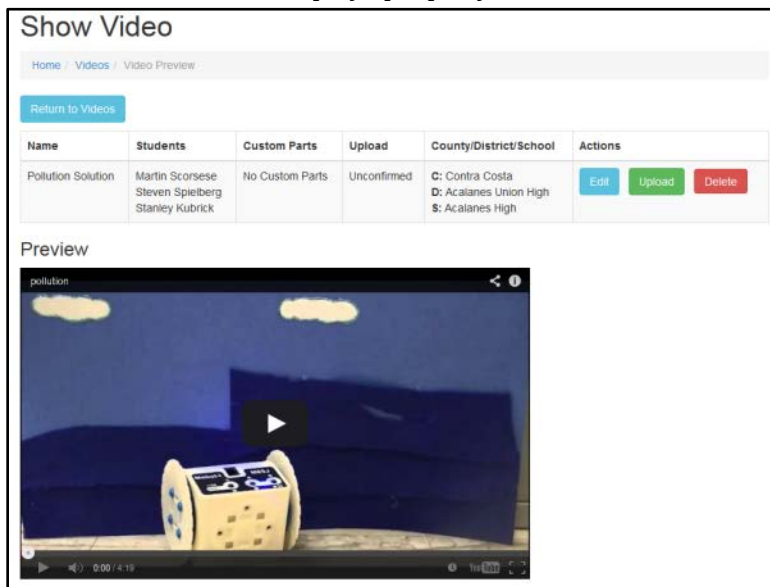 Show Video
Home / Videos / Video Preview
Return to Videos
Name Students Custom Parts Upload County/District/School Actions
Pollution Solution Martin Scorsese No Custom Parts Unconfirmed C: Contra Costa Edit Upload Delete
Steven Spielberg D: Acalanes Union High
Stanley Kubrick S: Acalanes High
Preview
pollution
0:00 / 4:19 YouTube